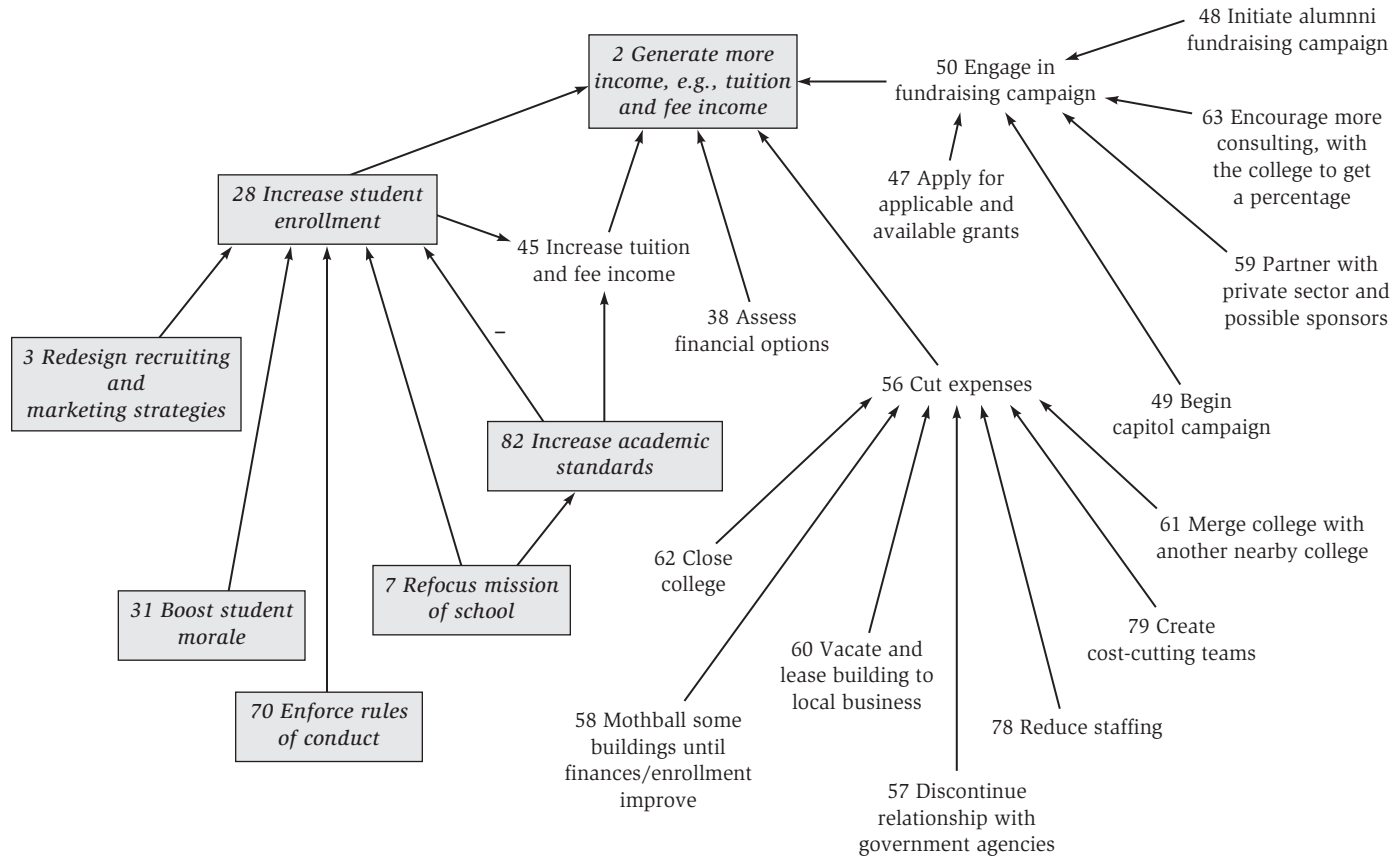 2 Generate more
income, e.g., tuition
and fee income
48 Initiate alumnni
fundraising campaign
50 Engage in
fundraising campaign
63 Encourage more
consulting, with
the college to get
a percentage
47 Apply for
applicable and
available grants
28 Increase student
enrollment
45 Increase tuition
and fee income
59 Partner with
private sector and
possible sponsors
38 Assess
financial options
–
3 Redesign recruiting
and
marketing strategies
56 Cut expenses
49 Begin
capitol campaign
82 Increase academic
standards
61 Merge college with
another nearby college
62 Close
college
7 Refocus mission
of school
31 Boost student
morale
79 Create
cost-cutting teams
60 Vacate and
lease building to
local business
70 Enforce rules
of conduct
58 Mothball some
buildings until
finances/enrollment
improve
78 Reduce staffing
57 Discontinue
relationship with
government agencies